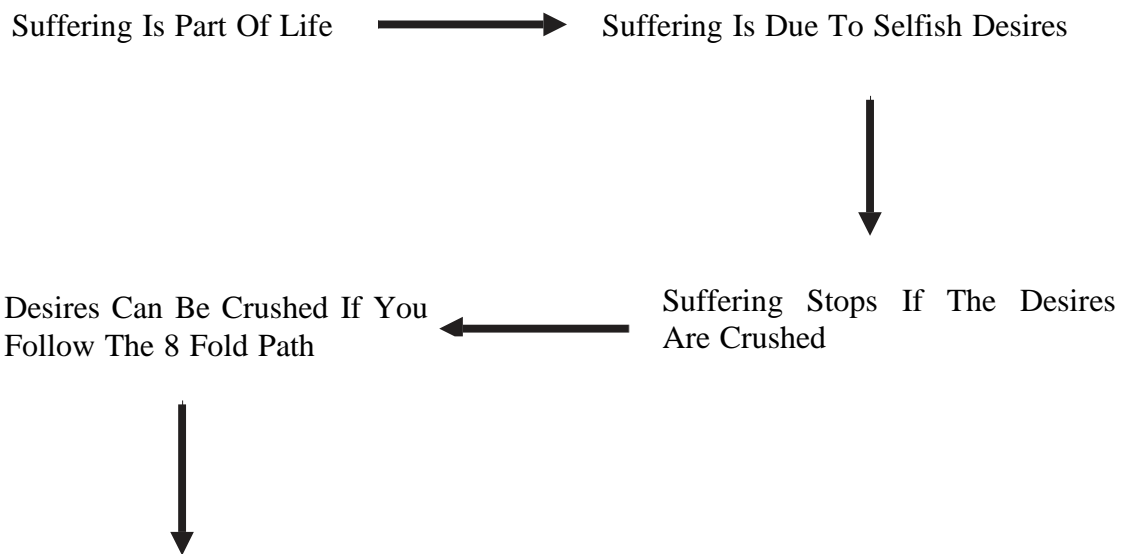 Suffering Is Part Of Life
Suffering Is Due To Selfish Desires
Suffering Stops If The Desires
Are Crushed
Desires Can Be Crushed If You
Follow The 8 Fold Path